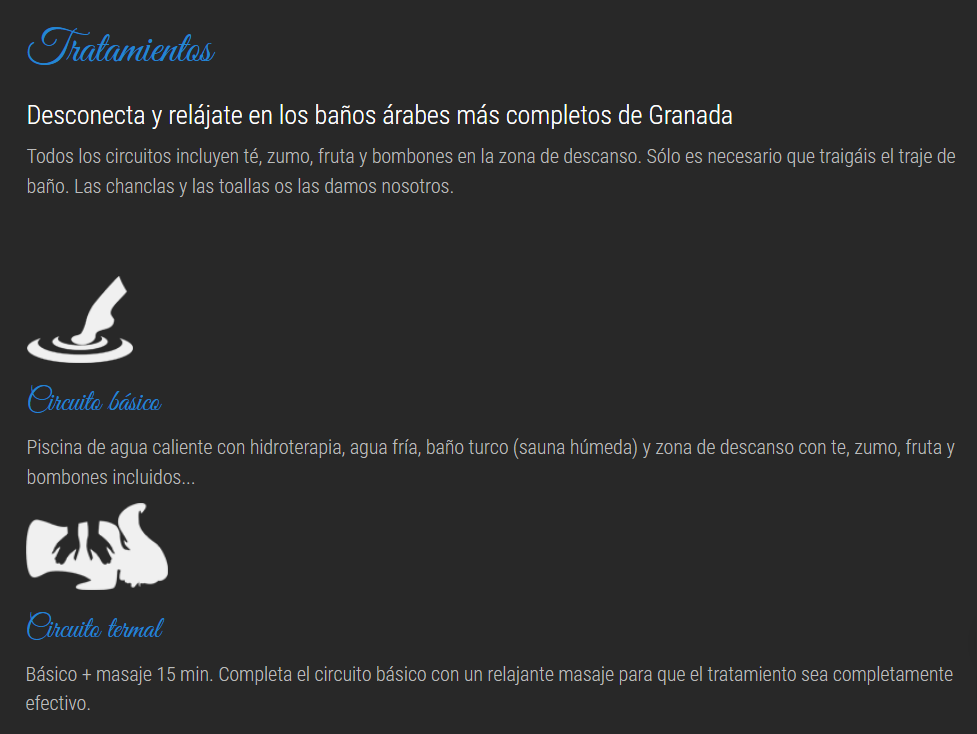 Tratamientos
Desconecta y relájate en los baños árabes más completos de Granada
Todos los circuitos incluyen té, zumo, fruta y bombones en la zona de descanso. Sólo es necesario que traigáis el traje de
baño. Las chanclas y las toallas os las damos nosotros.
Circuito básico
Piscina de agua caliente con hidroterapia, agua fría, baño turco (sauna húmeda) y zona de descanso con te, zumo, fruta y
bombones incluidos...
Circuito termal
Básico + masaje 15 min. Completa el circuito básico con un relajante masaje para que el tratamiento sea completamente
efectivo.